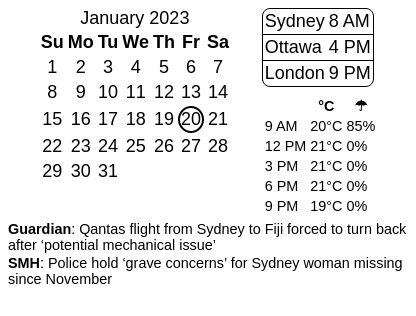 January 2023
Su Mo Tu We Th Fr Sa
1 2 3 4 5 6 7
8 9 10 11 12 13 14
15 16 17 18 19 20 21
22 23 24 25 26 27 28
29 30 31
Sydney 8 AM
Ottawa 4 PM
London 9 PM
°C ☂
9 AM 20°C 85%
12 PM 21°C 0%
3 PM 21°C 0%
6 PM 21°C 0%
9 PM 19°C 0%
Guardian: Qantas flight from Sydney to Fiji forced to turn back
after ‘potential mechanical issue’
SMH: Police hold ‘grave concerns’ for Sydney woman missing
since November